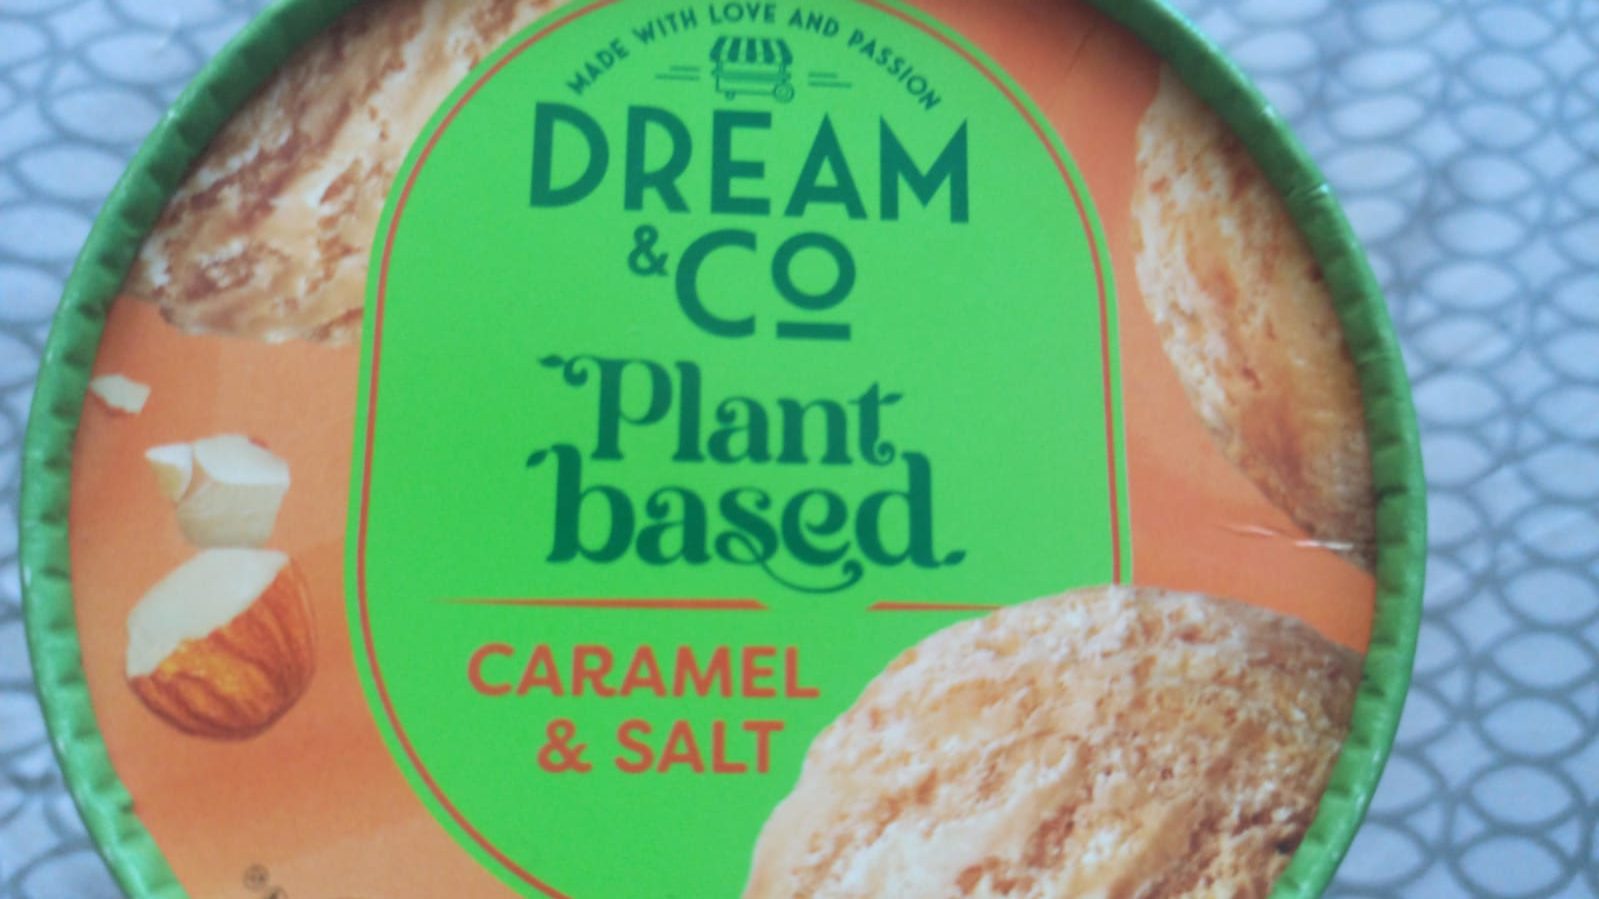 MADE WITH LOVE AND PASSION
DREAM
&CO
Plant
based
CARAMEL
& SALT